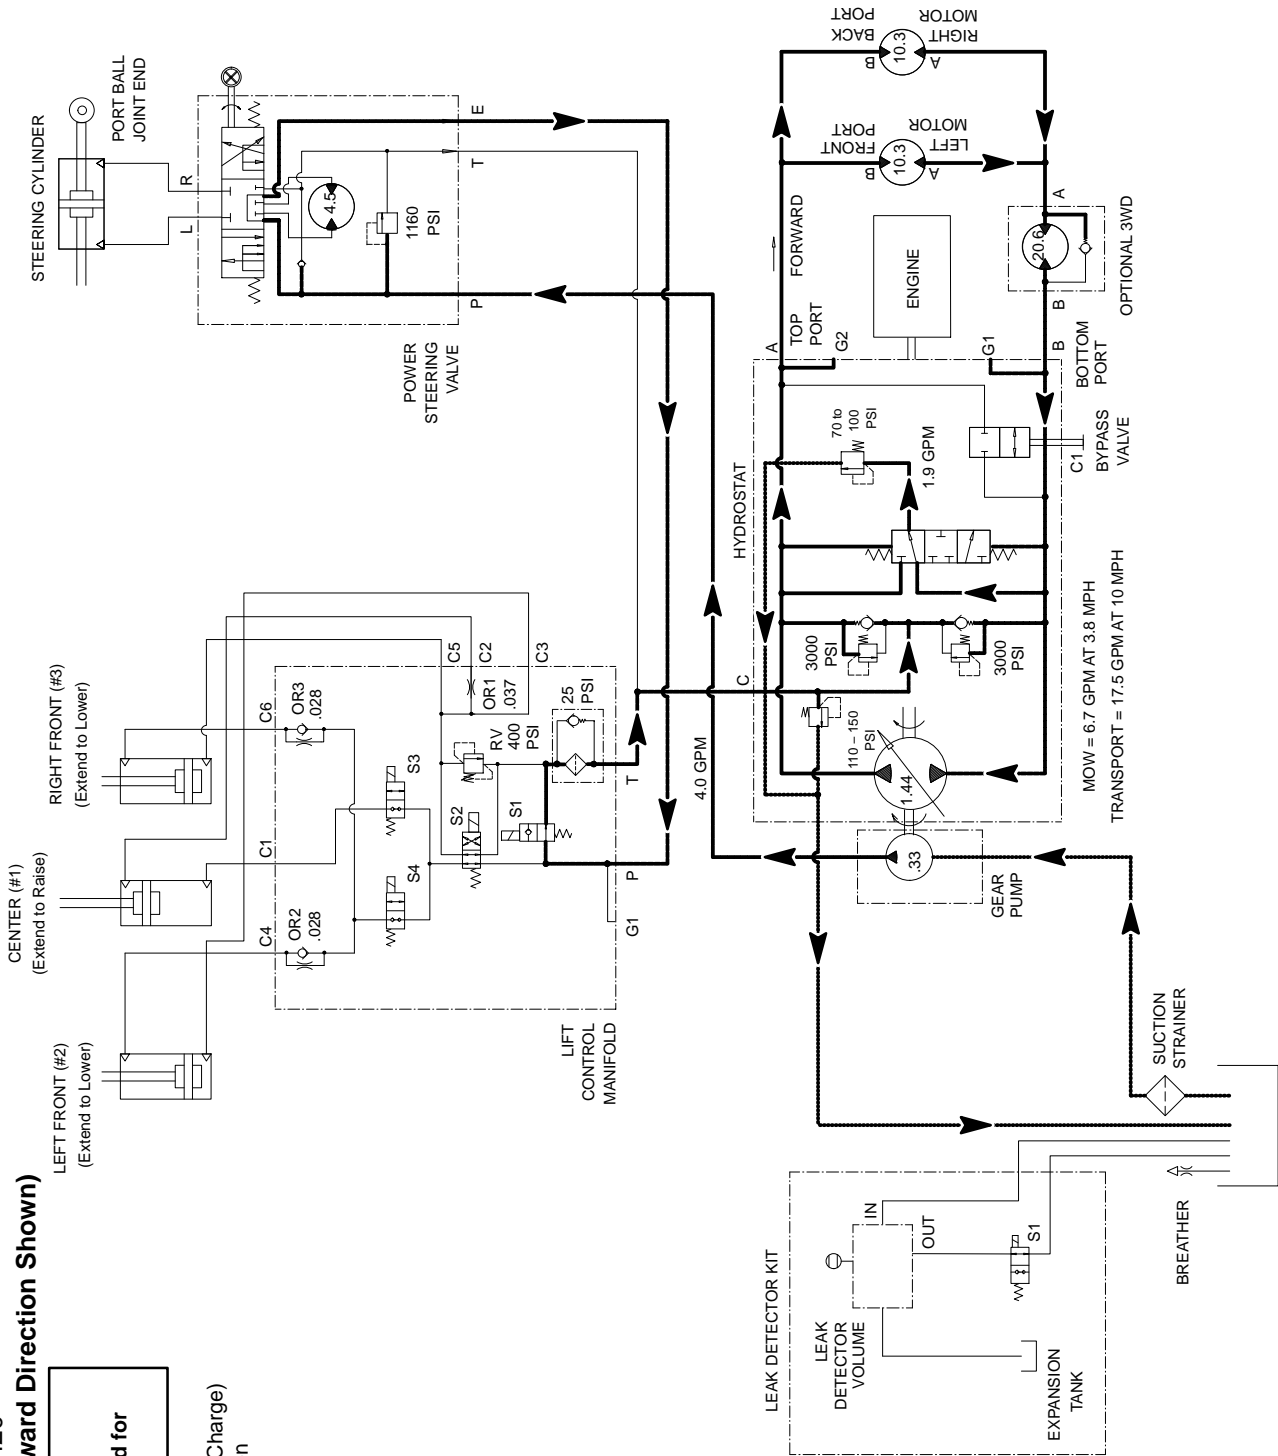 ward Direction Shown)
d for
Charge)
STEERING CYLINDER
PORT BALL
JOINT END
L
R
4.5
1160
PSI
P
T
E
POWER
STEERING
VALVE
RIGHT FRONT (#3)
(Extend to Lower)
CENTER (#1)
(Extend to Raise)
LEFT FRONT (#2)
(Extend to Lower)
C4
C1
C6
OR2
.028
OR3
.028
S4
S3
S2
S1
RV
400
PSI
OR1
.037
C5
C2
C3
25
PSI
G1
P
T
LIFT
CONTROL
MANIFOLD
4.0 GPM
HYDROSTAT
C
A
TOP
PORT
G2
G1
B
BOTTOM
PORT
FORWARD
ENGINE
FRONT
PORT
B
10.3
A
LEFT
MOTOR
BACK
PORT
B
10.3
A
RIGHT
MOTOR
A
20.6
B
OPTIONAL 3WD
70 to
100
PSI
1.9 GPM
C1
BYPASS
VALVE
3000
PSI
3000
PSI
110 – 150
PSI
1.44
.33
GEAR
PUMP
MOW = 6.7 GPM AT 3.8 MPH
TRANSPORT = 17.5 GPM AT 10 MPH
SUCTION
STRAINER
BREATHER
LEAK DETECTOR KIT
LEAK
DETECTOR
VOLUME
IN
OUT
S1
EXPANSION
TANK